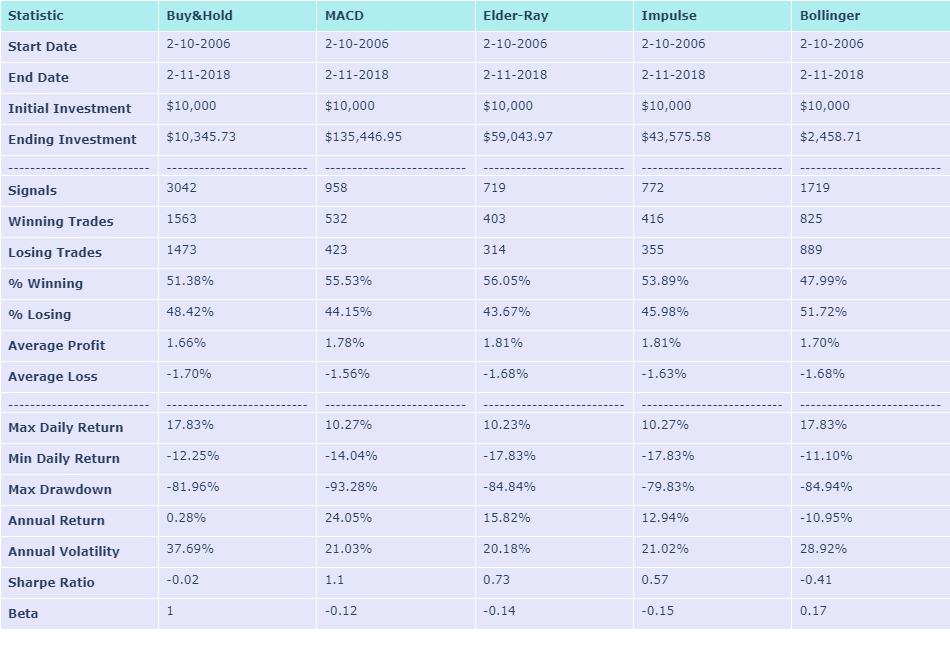 Statistic Buy&Hold MACD Elder-Ray Impulse Bollinger
Start Date 2-10-2006 2-10-2006 2-10-2006 2-10-2006 2-10-2006
End Date 2-11-2018 2-11-2018 2-11-2018 2-11-2018 2-11-2018
Initial Investment $10,000 $10,000 $10,000 $10,000 $10,000
Ending Investment $10,345.73 $135,446.95 $59,043.97 $43,575.58 $2,458.71
-------------------------- -------------------------- -------------------------- -------------------------- -------------------------- --------------------------
Signals 3042 958 719 772 1719
Winning Trades 1563 532 403 416 825
Losing Trades 1473 423 314 355 889
% Winning 51.38% 55.53% 56.05% 53.89% 47.99%
% Losing 48.42% 44.15% 43.67% 45.98% 51.72%
Average Profit 1.66% 1.78% 1.81% 1.81% 1.70%
Average Loss -1.70% -1.56% -1.68% -1.63% -1.68%
-------------------------- -------------------------- -------------------------- -------------------------- -------------------------- --------------------------
Max Daily Return 17.83% 10.27% 10.23% 10.27% 17.83%
Min Daily Return -12.25% -14.04% -17.83% -17.83% -11.10%
Max Drawdown -81.96% -93.28% -84.84% -79.83% -84.94%
Annual Return 0.28% 24.05% 15.82% 12.94% -10.95%
Annual Volatility 37.69% 21.03% 20.18% 21.02% 28.92%
Sharpe Ratio -0.02 1.1 0.73 0.57 -0.41
Beta 1 -0.12 -0.14 -0.15 0.17